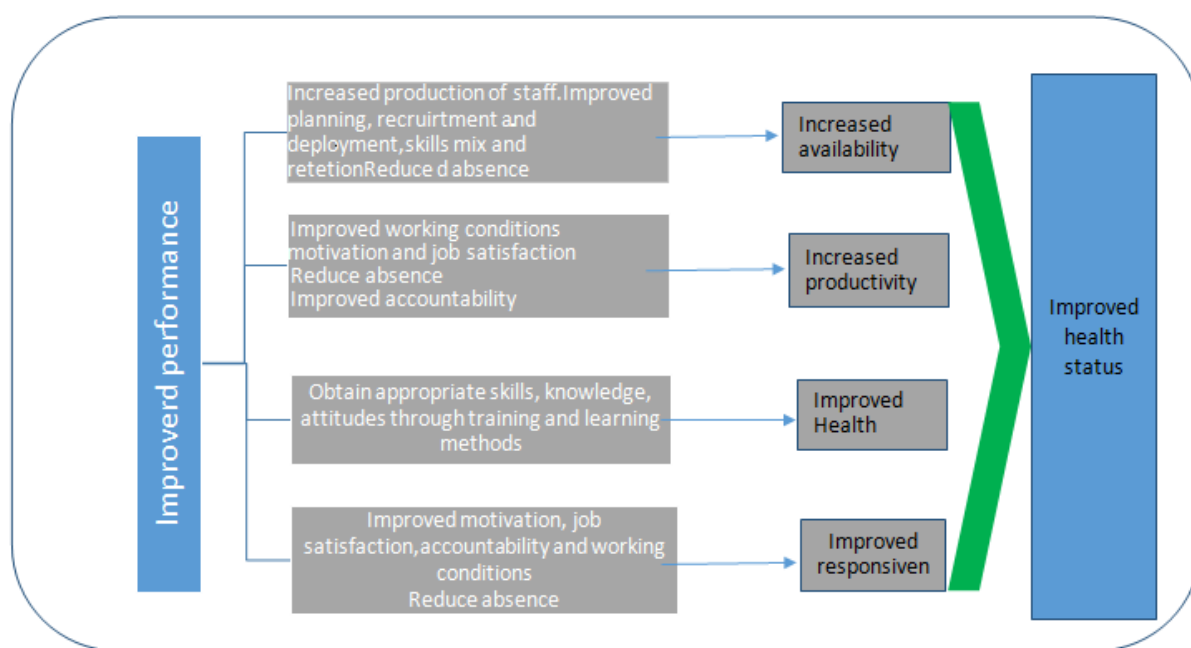 Improverd performance
Increased production of staff.Improved
planning, recruirtment and
deployment,skills mix and
retetionReduce d absence
Increased
availability
Improved working conditions
motivation and job satisfaction
Reduce absence
Improved accountability
Increased
productivity
Obtain appropriate skills, knowledge,
attitudes through training and learning
methods
Improved
Health
Improved motivation, job
satisfaction,accountability and working
conditions
Reduce absence
Improved
responsiven
Improved
health
status